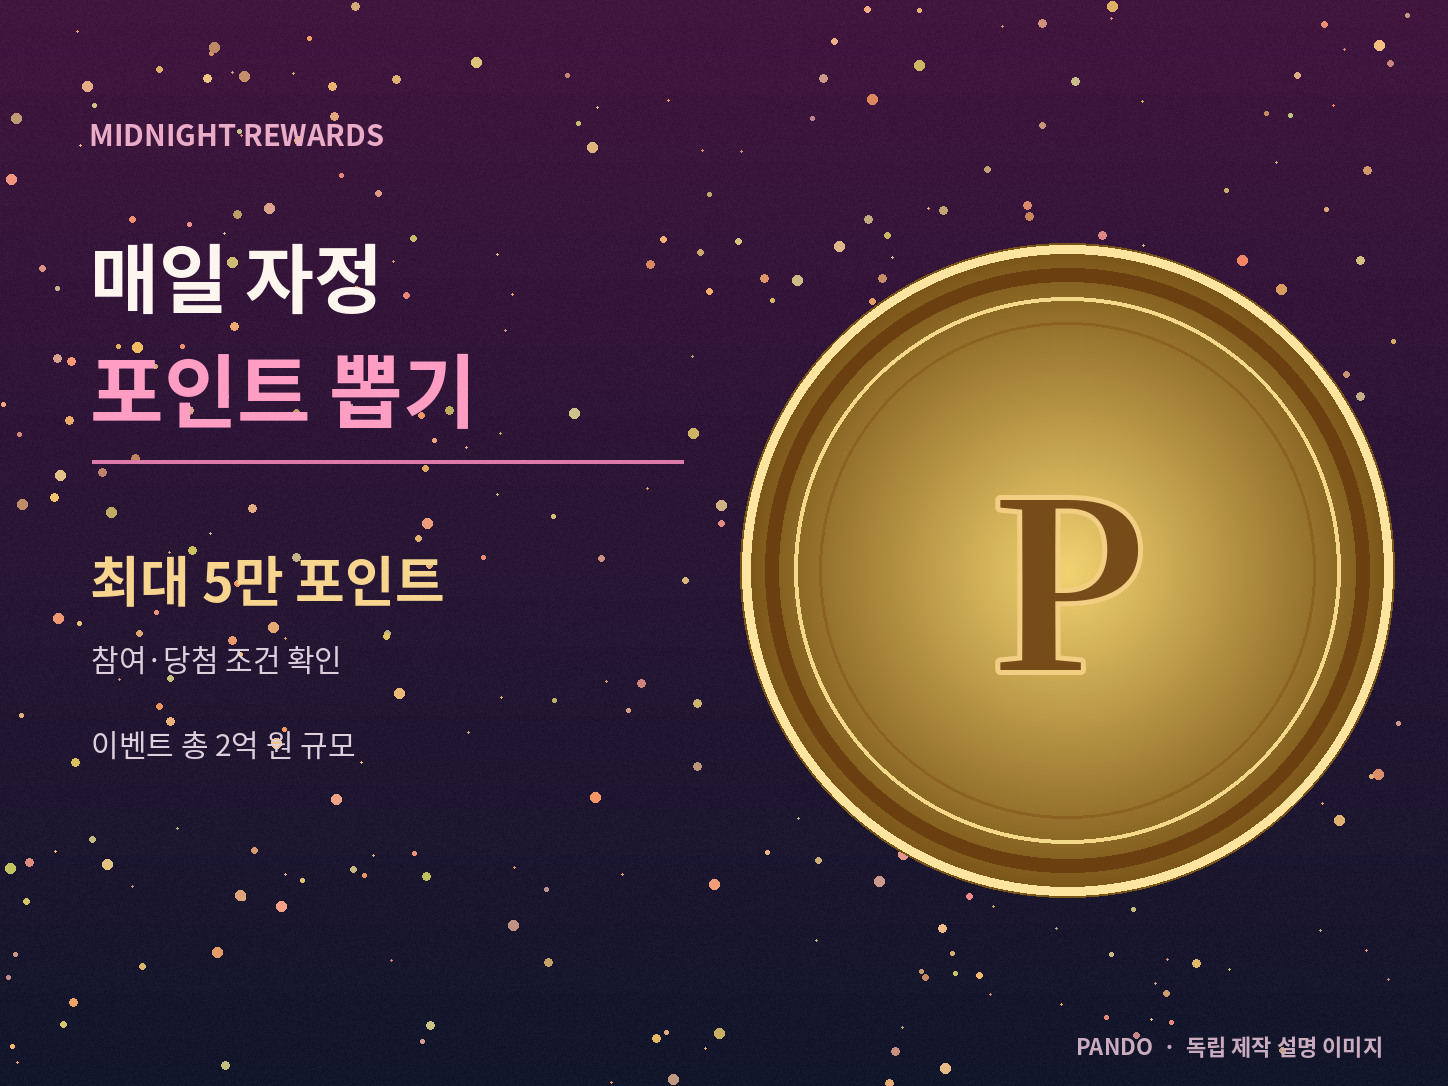 MIDNIGHT REWARDS
매일 자정
포인트 뽑기
최대 5만 포인트
참여·당첨 조건 확인
이벤트 총 2억 원 규모
P
PANDO · 독립 제작 설명 이미지